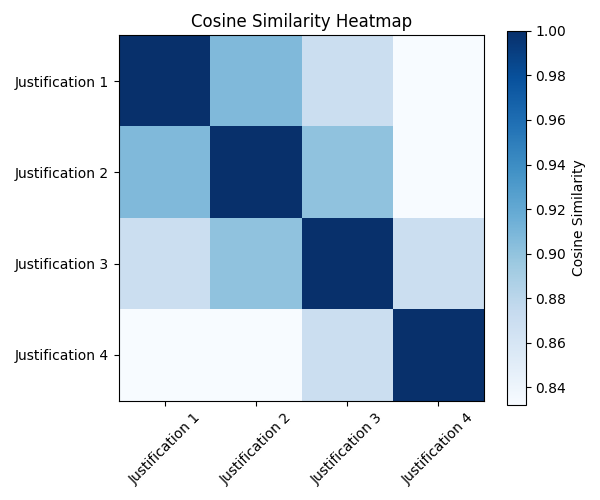 Cosine Similarity Heatmap
Justification 1
Justification 2
Justification 3
Justification 4
Justification 1
Justification 2
Justification 3
Justification 4
1.00
0.98
0.96
0.94
0.92
0.90
0.88
0.86
0.84
Cosine Similarity